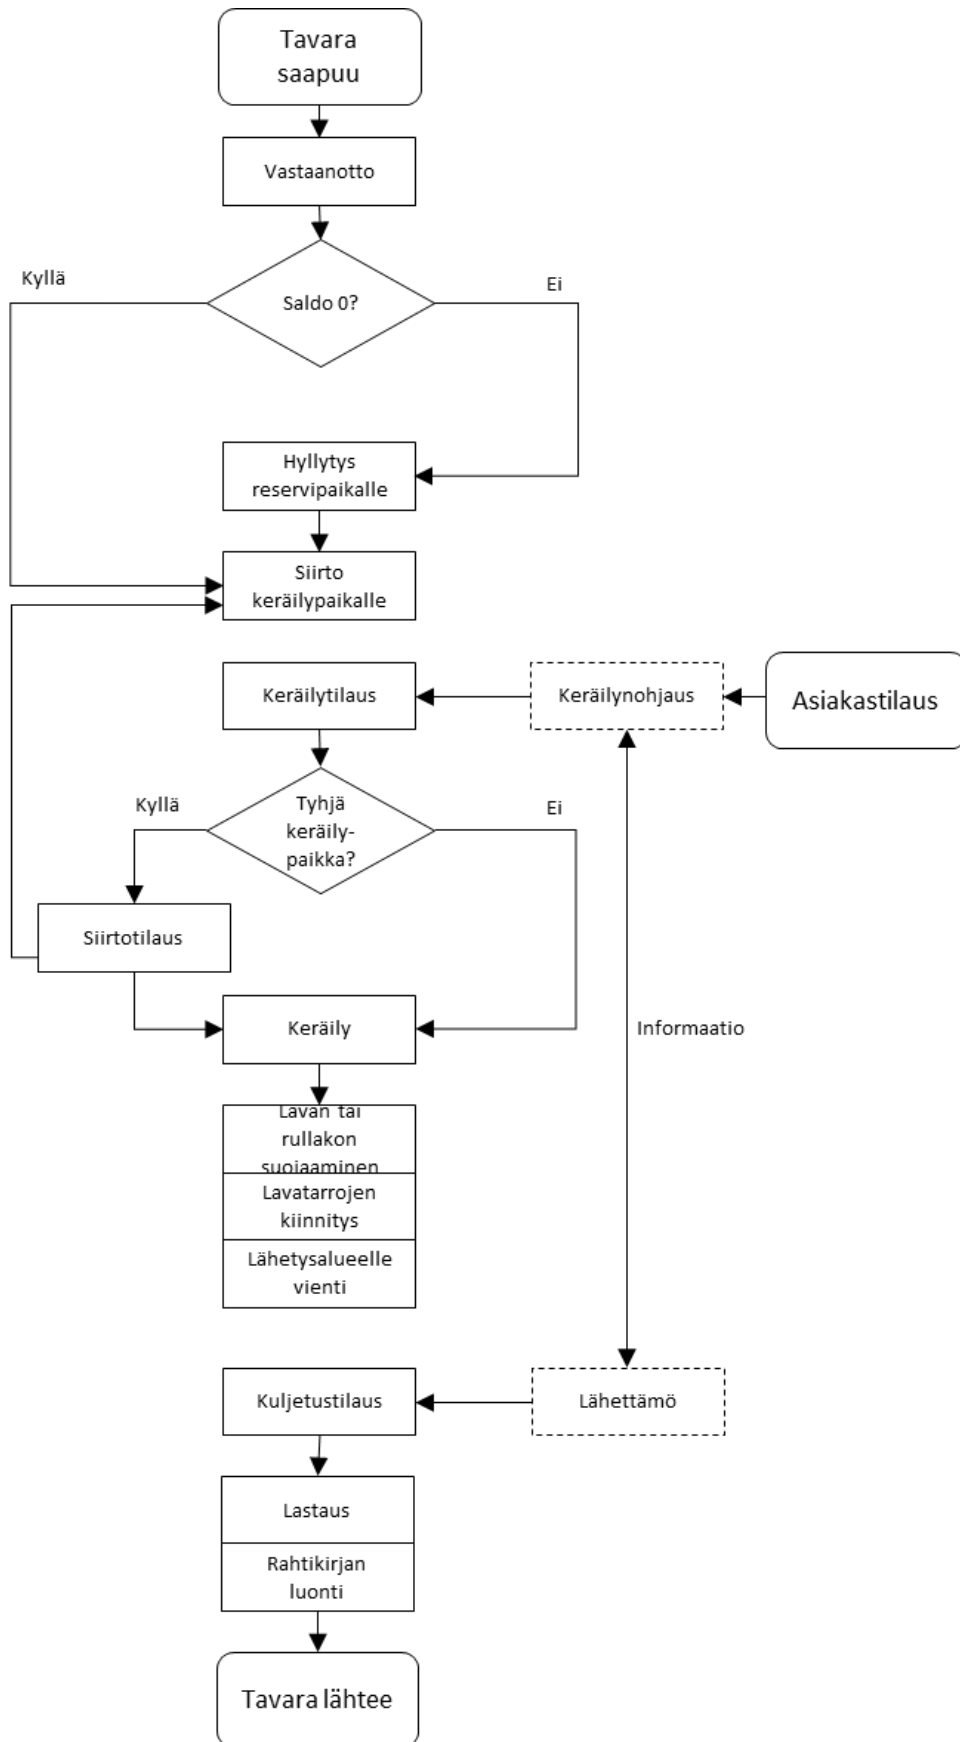 Tavara
saapuu
Vastaanotto
Kyllä
Saldo 0?
Ei
Hyllytys
reservipaikalle
Siirto
keräilypaikalle
Keräilytilaus
Keräilynohjaus
Asiakastilaus
Kyllä
Tyhjä
keräily-
paikka?
Ei
Siirtotilaus
Keräily
Informaatio
Lavan tai
rullakon
suojaaminen
Lavatarrojen
kiinnitys
Lähetysalueelle
vienti
Kuljetustilaus
Lähettämö
Lastaus
Rahtikirjan
luonti
Tavara lähtee